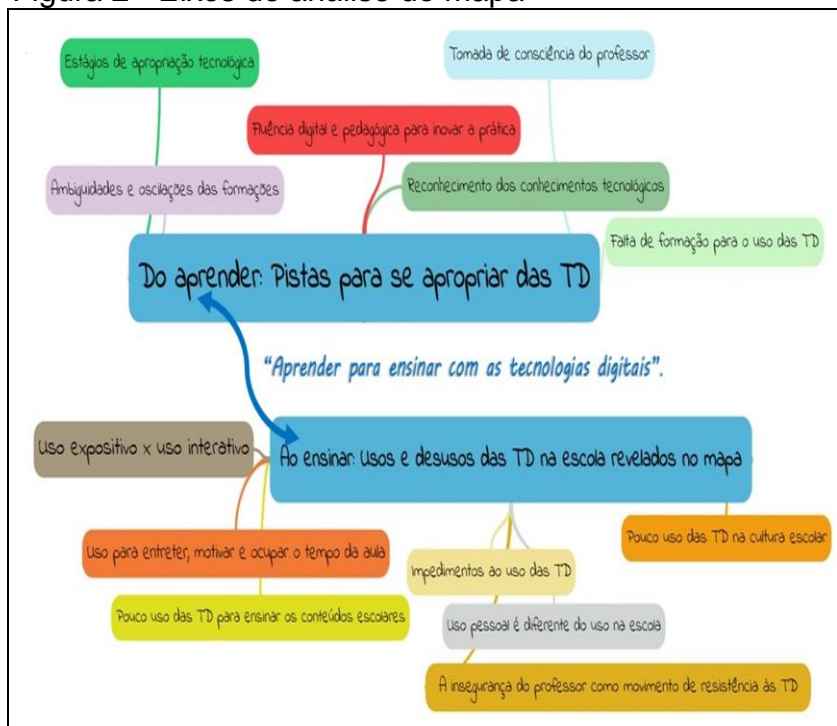 Figura 2 - Eixos de análise do mapa
Estágios de apropriação tecnológica
Tomada de consciência do professor
Fluência digital e pedagógica para inovar a prática
Ambiguidades e oscilações das formações
Reconhecimento dos conhecimentos tecnológicos
Falta de formação para o uso das TD
Do aprender: Pistas para se apropriar das TD
“Aprender para ensinar com as tecnologias digitais”.
Uso expositivo x uso interativo
Ao ensinar: Usos e desusos das TD na escola revelados no mapa
Uso para entreter, motivar e ocupar o tempo da aula
Pouco uso das TD na cultura escolar
Impedimentos ao uso das TD
Pouco uso das TD para ensinar os conteúdos escolares
Uso pessoal é diferente do uso na escola
A insegurança do professor como movimento de resistência às TD